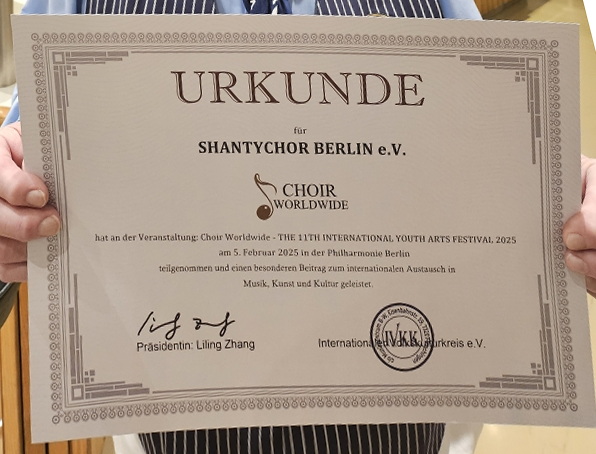 URKUNDE
für
SHANTYCHOR BERLIN e.V.
CHOIR
WORLDWIDE
hat an der Veranstaltung: Choir Worldwide - THE 11TH INTERNATIONAL YOUTH ARTS FESTIVAL 2025
am 5. Februar 2025 in der Philharmonie Berlin
teilgenommen und einen besonderen Beitrag zum internationalen Austausch in
Musik, Kunst und Kultur geleistet.
Präsidentin: Liling Zhang
Internationaler Volkskulturkreis e.V.
IVKK